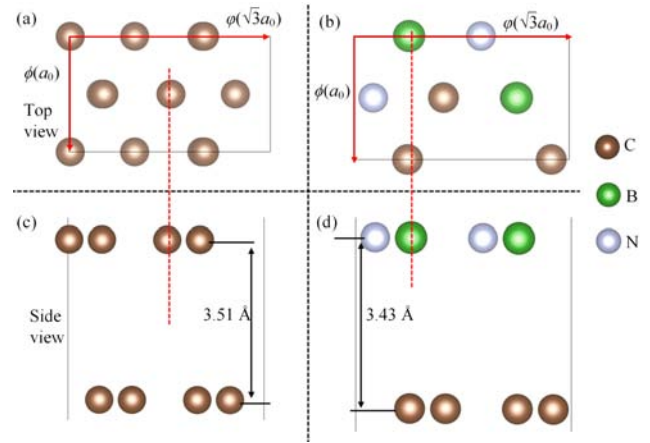 (a)
φ(√3a₀)
ϕ(a₀)
Top
view
(b)
φ(√3a₀)
ϕ(a₀)
C
B
N
(c)
3.51 Å
Side
view
(d)
3.43 Å